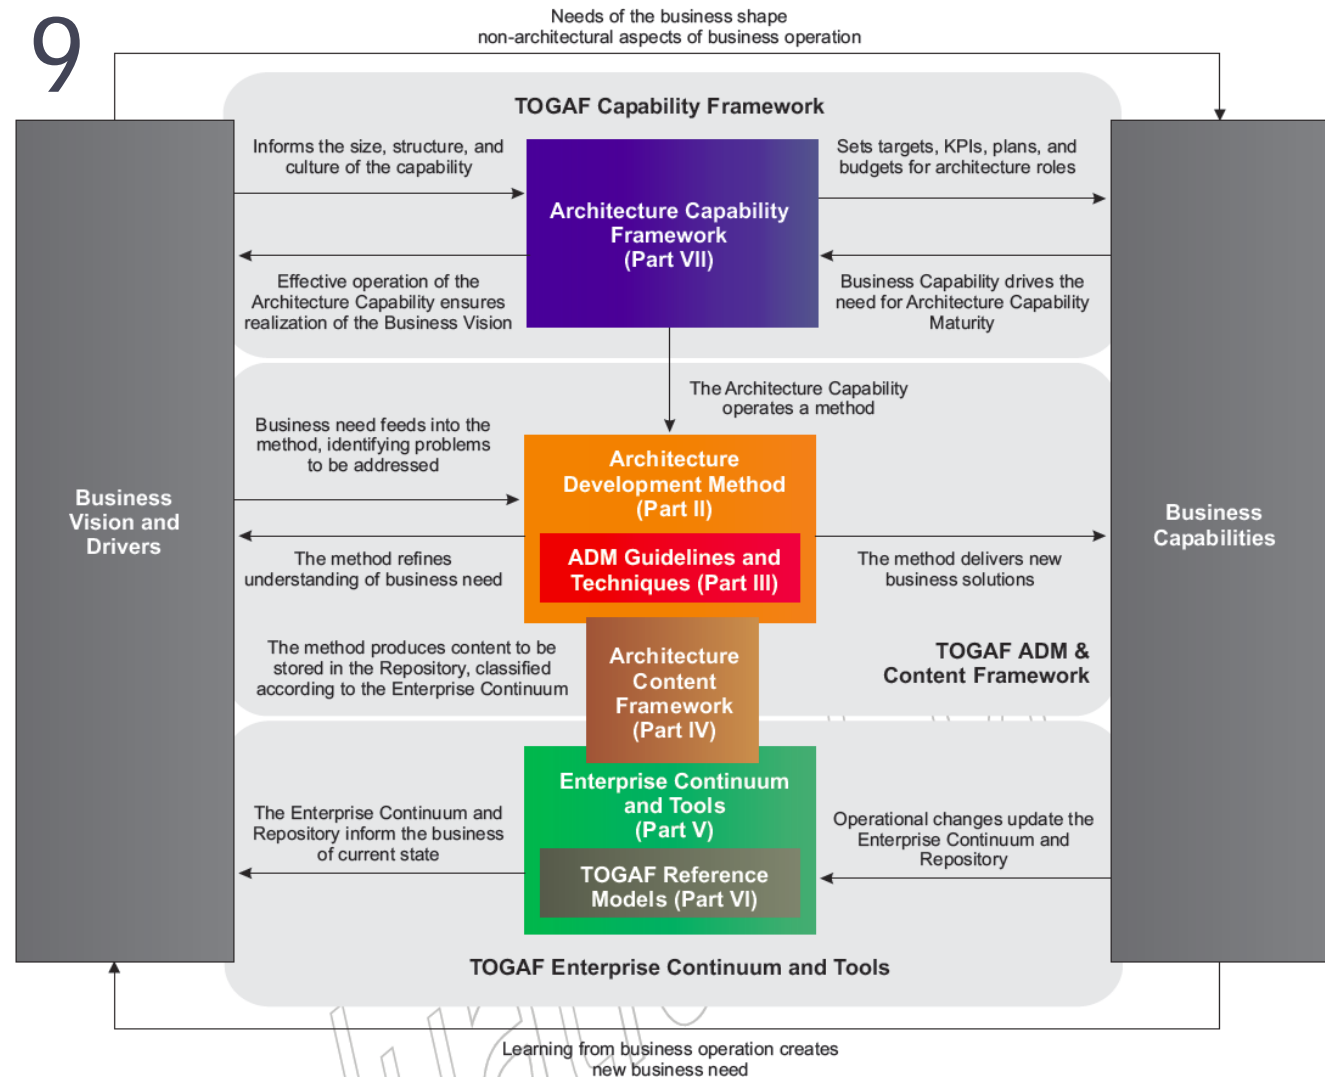 9
Needs of the business shape
non-architectural aspects of business operation
TOGAF Capability Framework
Informs the size, structure, and
culture of the capability
Architecture Capability
Framework
(Part VII)
Sets targets, KPIs, plans, and
budgets for architecture roles
Effective operation of the
Architecture Capability ensures
realization of the Business Vision
Business Capability drives the
need for Architecture Capability
Maturity
The Architecture Capability
operates a method
Business need feeds into the
method, identifying problems
to be addressed
Architecture
Development Method
(Part II)
Business
Vision and
Drivers
Business
Capabilities
ADM Guidelines and
Techniques (Part III)
The method refines
understanding of business need
The method delivers new
business solutions
The method produces content to be
stored in the Repository, classified
according to the Enterprise Continuum
Architecture
Content
Framework
(Part IV)
TOGAF ADM &
Content Framework
Enterprise Continuum
and Tools
(Part V)
The Enterprise Continuum and
Repository inform the business
of current state
Operational changes update the
Enterprise Continuum and
Repository
TOGAF Reference
Models (Part VI)
TOGAF Enterprise Continuum and Tools
Learning from business operation creates
new business need